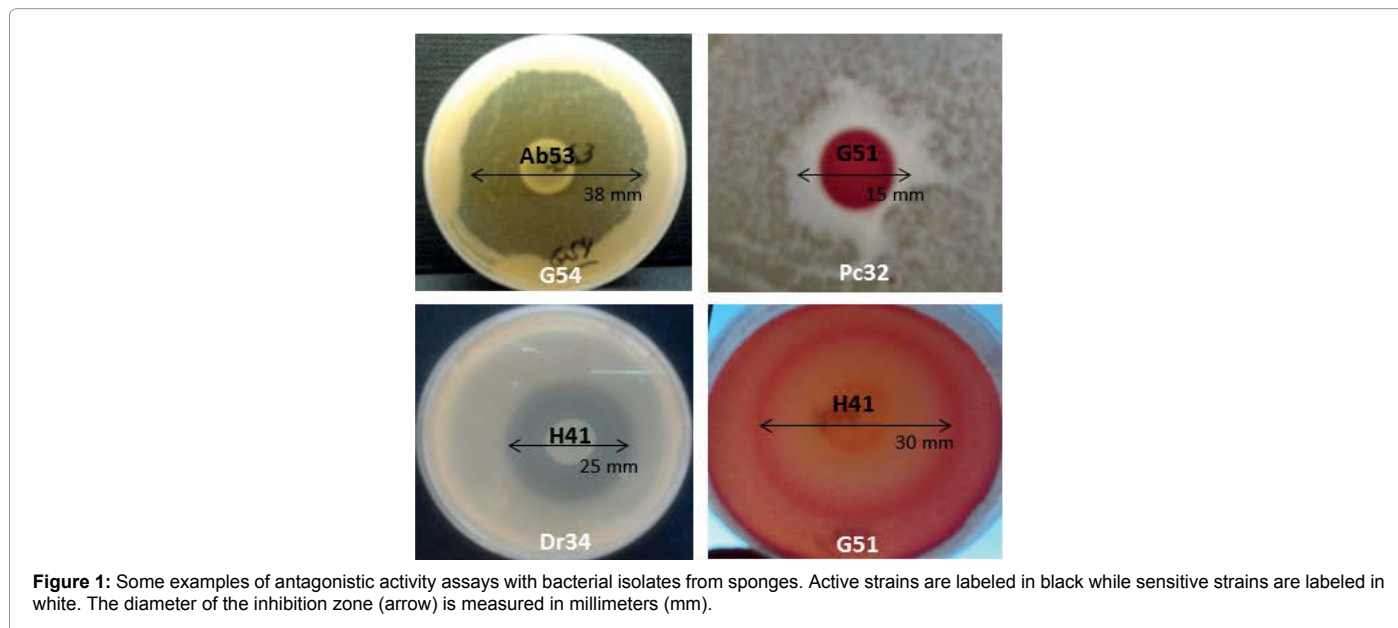 Ab53
38 mm
G54
G54
G51
15 mm
Pc32
H41
25 mm
Dr34
H41
30 mm
G51
Figure 1: Some examples of antagonistic activity assays with bacterial isolates from sponges. Active strains are labeled in black while sensitive strains are labeled in
white. The diameter of the inhibition zone (arrow) is measured in millimeters (mm).